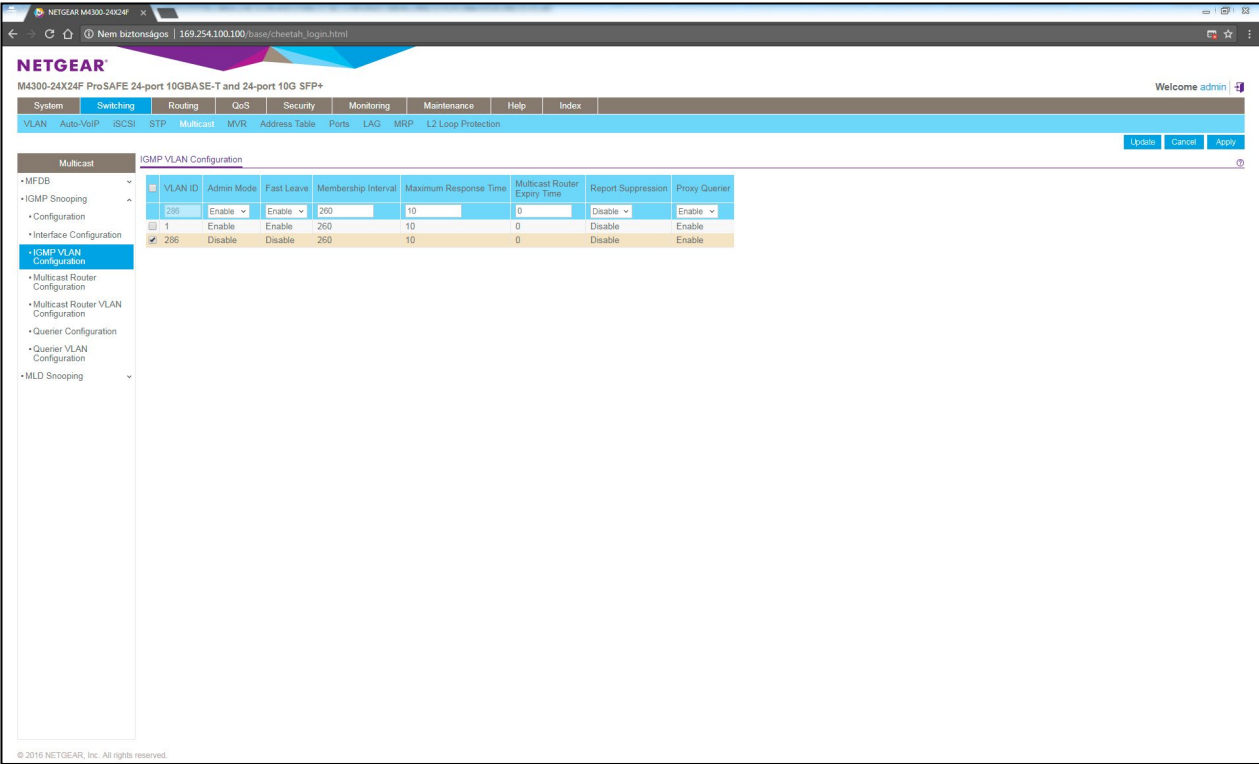 NETGEAR M4300-24X24F
Nem biztonságos | 169.254.100.100/base/cheetah_login.html
NETGEAR®
M4300-24X24F ProSAFE 24-port 10GBASE-T and 24-port 10G SFP+
Welcome admin
System Switching Routing QoS Security Monitoring Maintenance Help Index
VLAN Auto-VoIP iSCSI STP Multicast MVR Address Table Ports LAG MRP L2 Loop Protection
Update Cancel Apply
Multicast
• MFDB
• IGMP Snooping
• Configuration
• Interface Configuration
• IGMP VLAN
Configuration
• Multicast Router
Configuration
• Multicast Router VLAN
Configuration
• Querier Configuration
• Querier VLAN
Configuration
• MLD Snooping
IGMP VLAN Configuration
VLAN ID Admin Mode Fast Leave Membership Interval Maximum Response Time Multicast Router Expiry Time Report Suppression Proxy Querier
286 Enable Enable 260 10 0 Disable Enable
1 Enable Enable 260 10 0 Disable Enable
286 Disable Disable 260 10 0 Disable Enable
© 2016 NETGEAR, Inc. All rights reserved.